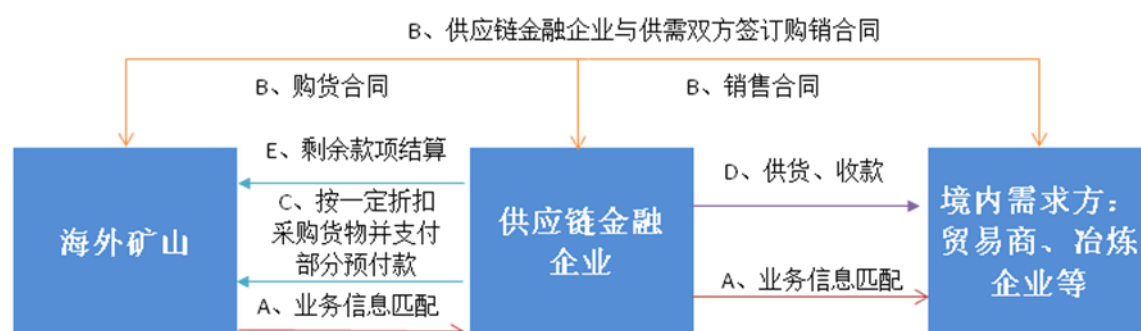 B、供应链金融企业与供需双方签订购销合同
B、购货合同
B、销售合同
E、剩余款项结算
C、按一定折扣
采购货物并支付
部分预付款
A、业务信息匹配
D、供货、收款
A、业务信息匹配
海外矿山
供应链金融
企业
境内需求方：
贸易商、冶炼
企业等